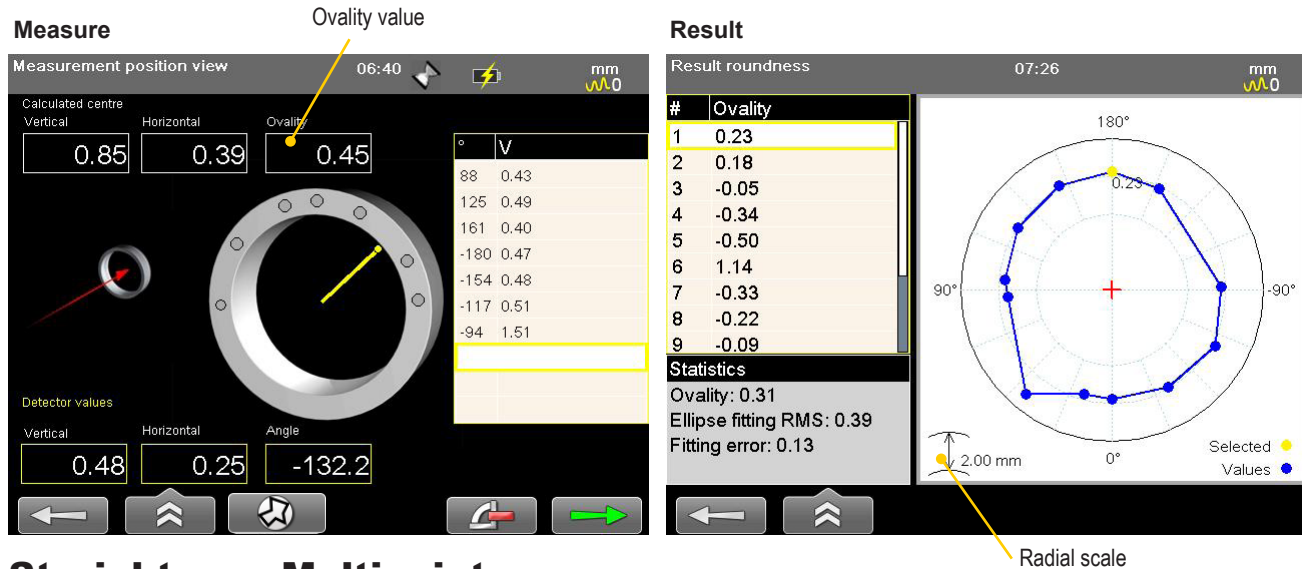 Ovality value
Measure
Measurement position view 06:40 mm
0
Calculated centre
Vertical Horizontal Ovality
0.85 0.39 0.45
° V
88 0.43
125 0.49
161 0.40
-180 0.47
-154 0.48
-117 0.51
-94 1.51
Detector values
Vertical Horizontal Angle
0.48 0.25 -132.2
Result
Result roundness 07:26 mm
0
# Ovality
1 0.23
2 0.18
3 -0.05
4 -0.34
5 -0.50
6 1.14
7 -0.33
8 -0.22
9 -0.09
Statistics
Ovality: 0.31
Ellipse fitting RMS: 0.39
Fitting error: 0.13
180°
0.23
90° -90°
0°
2.00 mm
Selected
Values
Radial scale